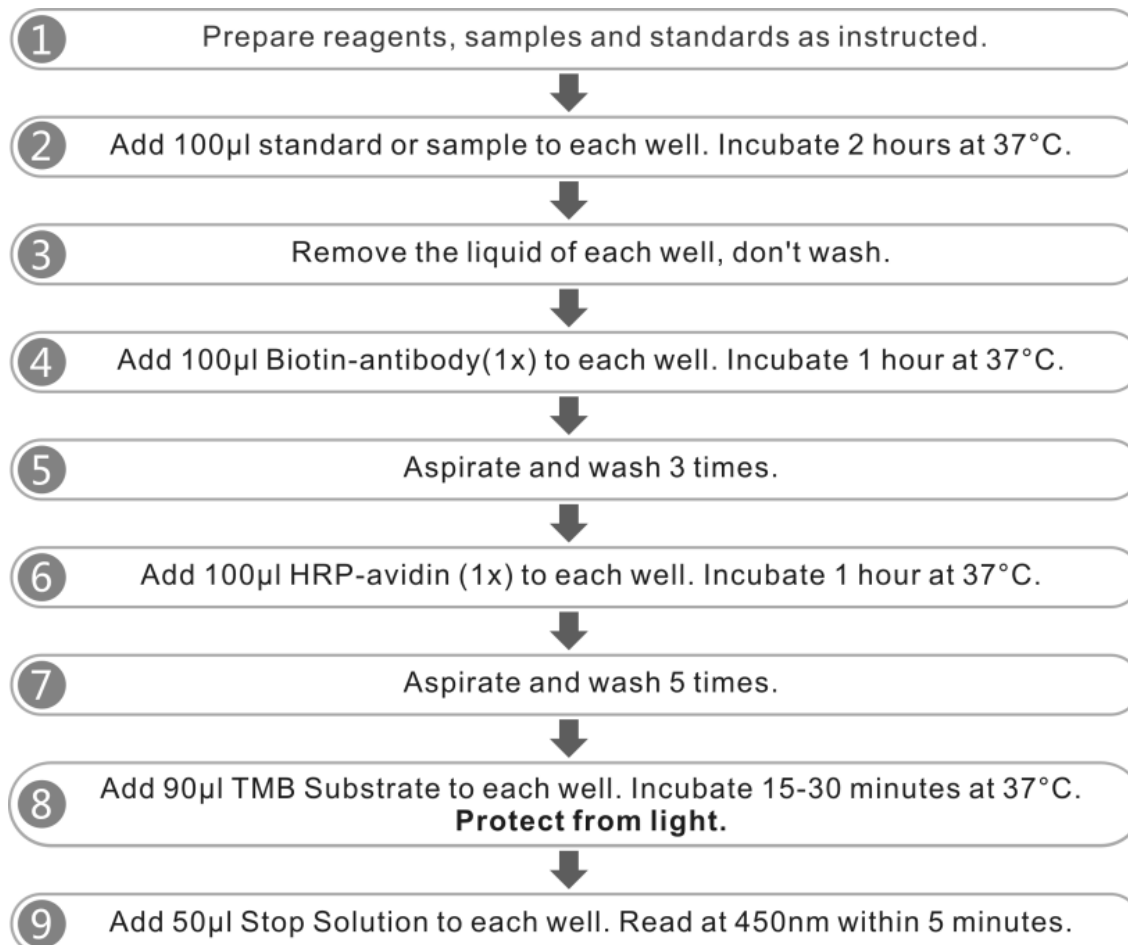 1 Prepare reagents, samples and standards as instructed.
2 Add 100µl standard or sample to each well. Incubate 2 hours at 37°C.
3 Remove the liquid of each well, don't wash.
4 Add 100µl Biotin-antibody(1x) to each well. Incubate 1 hour at 37°C.
5 Aspirate and wash 3 times.
6 Add 100µl HRP-avidin (1x) to each well. Incubate 1 hour at 37°C.
7 Aspirate and wash 5 times.
8 Add 90µl TMB Substrate to each well. Incubate 15-30 minutes at 37°C.
Protect from light.
9 Add 50µl Stop Solution to each well. Read at 450nm within 5 minutes.